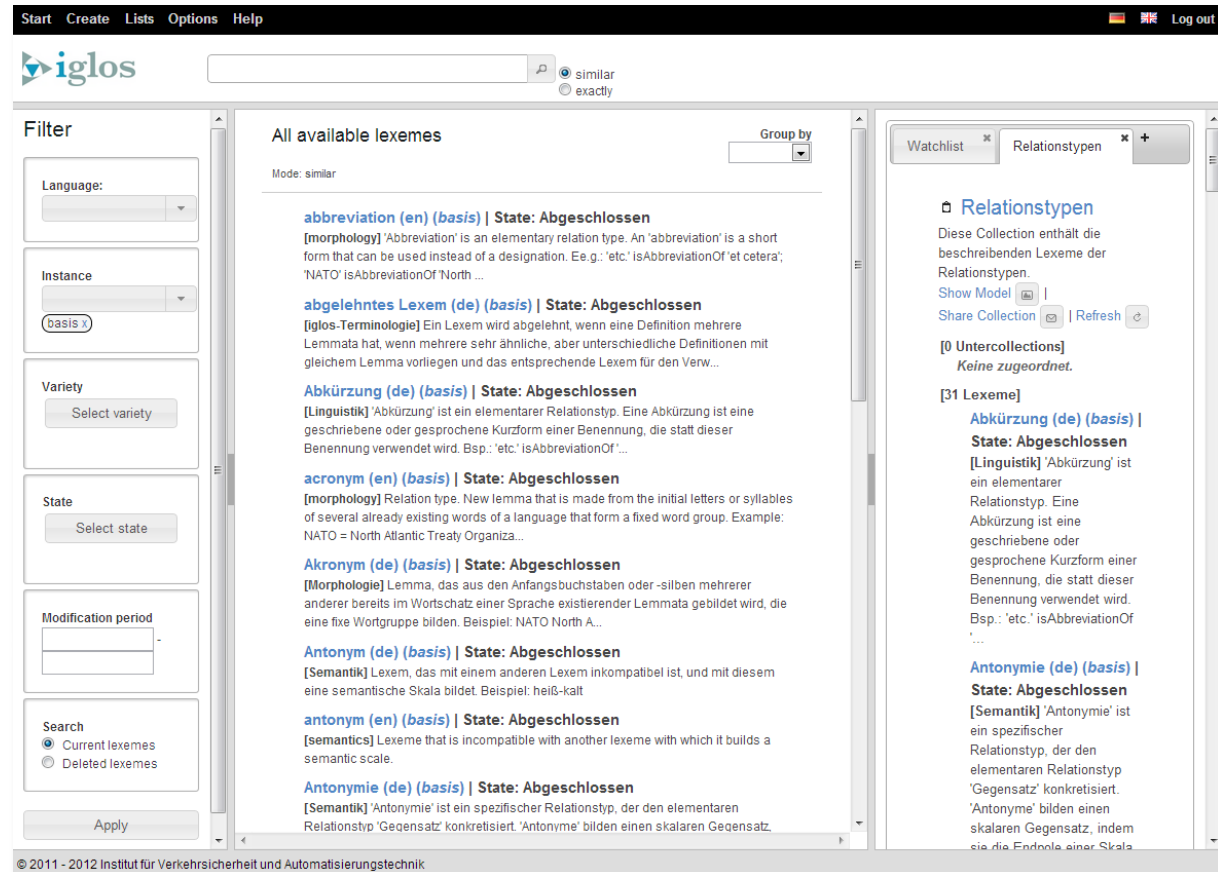 Start Create Lists Options Help Log out
iglos
similar
exactly
Filter
Language:
Instance
basis x
Variety
Select variety
State
Select state
Modification period
-
Search
Current lexemes
Deleted lexemes
Apply
All available lexemes
Group by
Mode: similar
abbreviation (en) (basis) | State: Abgeschlossen
[morphology] 'Abbreviation' is an elementary relation type. An 'abbreviation' is a short
form that can be used instead of a designation. Ee.g.: 'etc.' isAbbreviationOf 'et cetera';
'NATO' isAbbreviationOf 'North ...
abgelehntes Lexem (de) (basis) | State: Abgeschlossen
[iglos-Terminologie] Ein Lexem wird abgelehnt, wenn eine Definition mehrere
Lemmata hat, wenn mehrere sehr ähnliche, aber unterschiedliche Definitionen mit
gleichem Lemma vorliegen und das entsprechende Lexem für den Verw...
Abkürzung (de) (basis) | State: Abgeschlossen
[Linguistik] 'Abkürzung' ist ein elementarer Relationstyp. Eine Abkürzung ist eine
geschriebene oder gesprochene Kurzform einer Benennung, die statt dieser
Benennung verwendet wird. Bsp.: 'etc.' isAbbreviationOf '...
acronym (en) (basis) | State: Abgeschlossen
[morphology] Relation type. New lemma that is made from the initial letters or syllables
of several already existing words of a language that form a fixed word group. Example:
NATO = North Atlantic Treaty Organiza...
Akronym (de) (basis) | State: Abgeschlossen
[Morphologie] Lemma, das aus den Anfangsbuchstaben oder -silben mehrerer
anderer bereits im Wortschatz einer Sprache existierender Lemmata gebildet wird, die
eine fixe Wortgruppe bilden. Beispiel: NATO North A...
Antonym (de) (basis) | State: Abgeschlossen
[Semantik] Lexem, das mit einem anderen Lexem inkompatibel ist, und mit diesem
eine semantische Skala bildet. Beispiel: heiß-kalt
antonym (en) (basis) | State: Abgeschlossen
[semantics] Lexeme that is incompatible with another lexeme with which it builds a
semantic scale.
Antonymie (de) (basis) | State: Abgeschlossen
[Semantik] 'Antonymie' ist ein spezifischer Relationstyp, der den elementaren
Relationstyp 'Gegensatz' konkretisiert. 'Antonyme' bilden einen skalaren Gegensatz,
Watchlist x Relationstypen x +
Relationstypen
Diese Collection enthält die
beschreibenden Lexeme der
Relationstypen.
Show Model |
Share Collection | Refresh
[0 Untercollections]
Keine zugeordnet.
[31 Lexeme]
Abkürzung (de) (basis) |
State: Abgeschlossen
[Linguistik] 'Abkürzung' ist
ein elementarer
Relationstyp. Eine
Abkürzung ist eine
geschriebene oder
gesprochene Kurzform einer
Benennung, die statt dieser
Benennung verwendet wird.
Bsp.: 'etc.' isAbbreviationOf
'...
Antonymie (de) (basis) |
State: Abgeschlossen
[Semantik] 'Antonymie' ist
ein spezifischer
Relationstyp, der den
elementaren Relationstyp
'Gegensatz' konkretisiert.
'Antonyme' bilden einen
skalaren Gegensatz, indem
sie die Endpole einer Skala
© 2011 - 2012 Institut für Verkehrsicherheit und Automatisierungstechnik